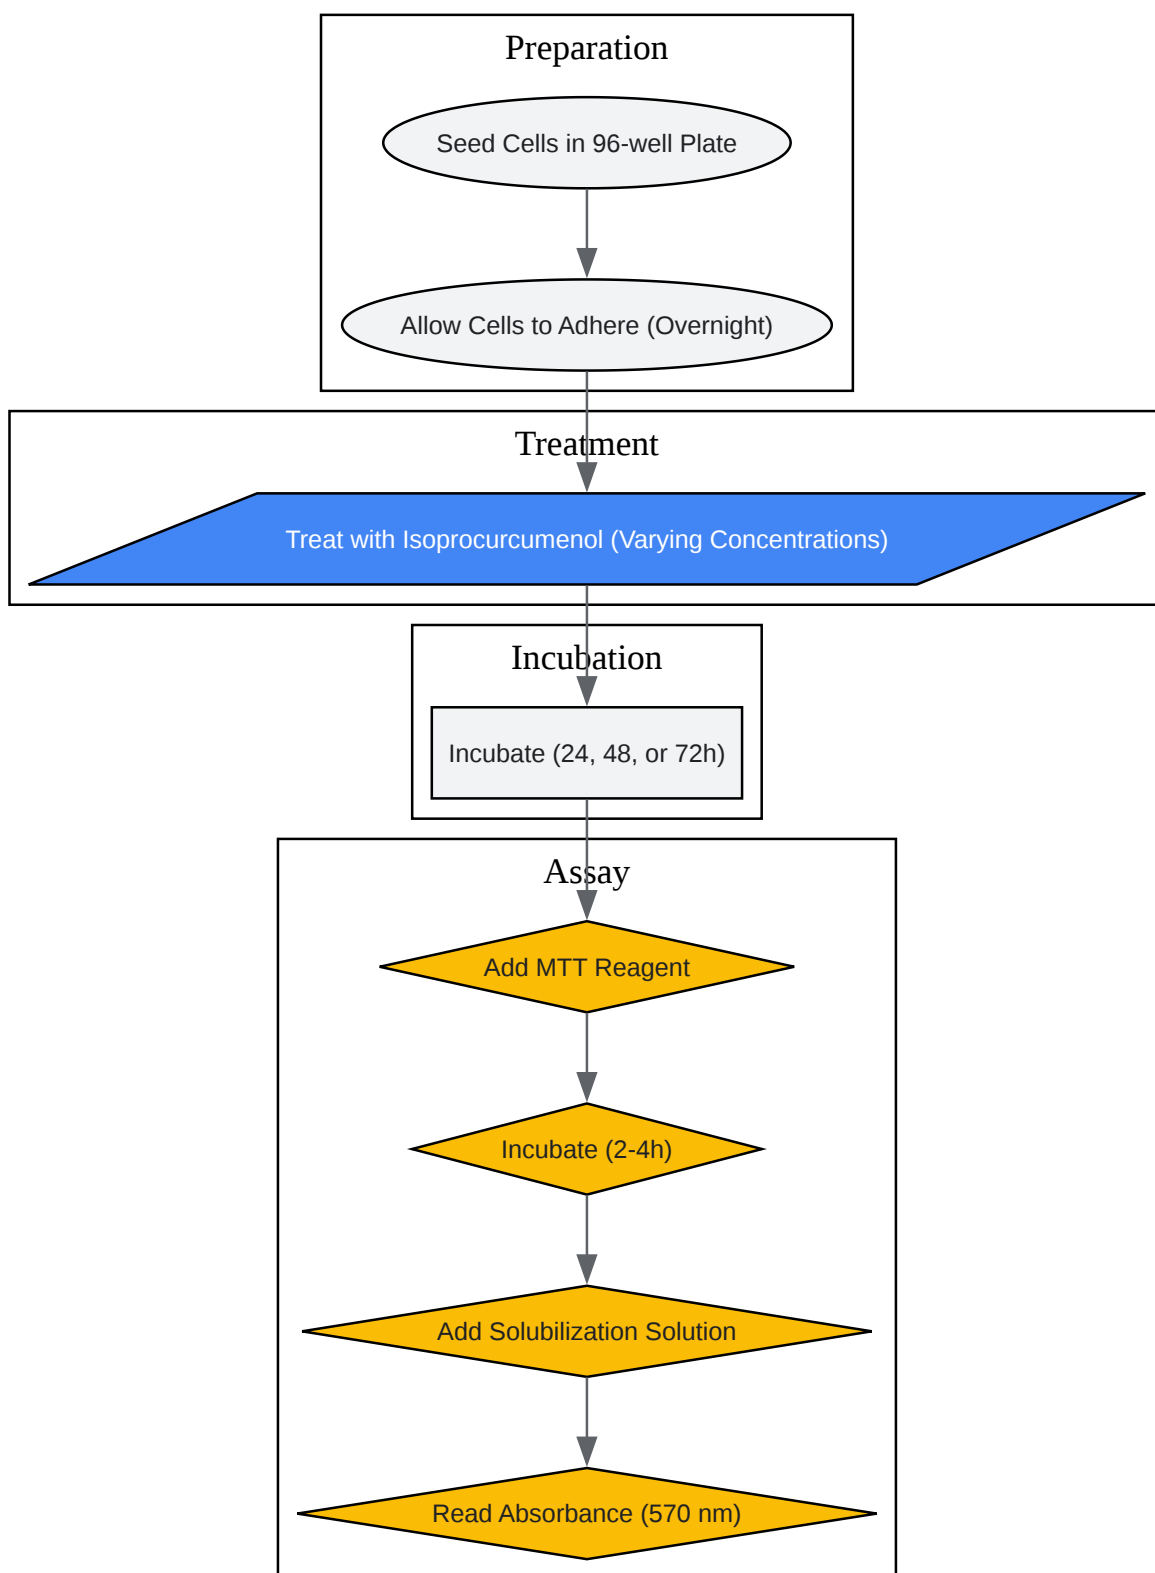 Preparation
Seed Cells in 96-well Plate
Allow Cells to Adhere (Overnight)
Treatment
Treat with Isoprocurcumenol (Varying Concentrations)
Incubation
Incubate (24, 48, or 72h)
Assay
Add MTT Reagent
Incubate (2-4h)
Add Solubilization Solution
Read Absorbance (570 nm)